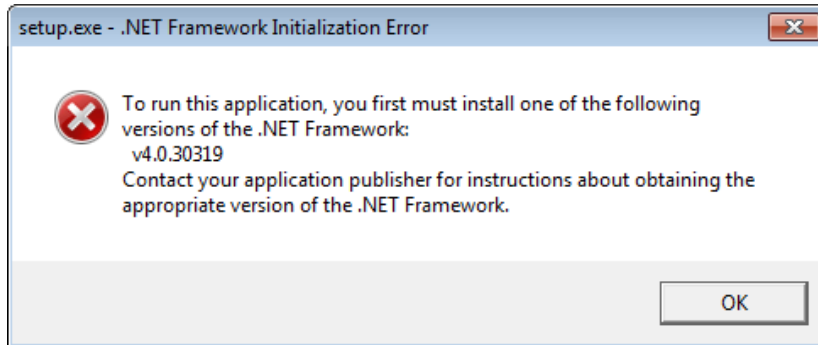 setup.exe - .NET Framework Initialization Error
To run this application, you first must install one of the following
versions of the .NET Framework:
v4.0.30319
Contact your application publisher for instructions about obtaining the
appropriate version of the .NET Framework.
OK